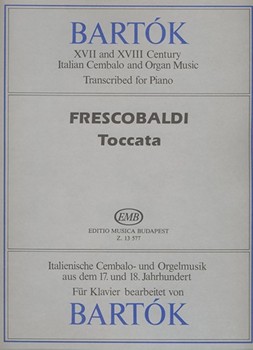 BARTÓK
XVII and XVIII Century
Italian Cembalo and Organ Music
Transcribed for Piano
FRESCOBALDI
Toccata
EMB
EDITIO MUSICA BUDAPEST
Z. 13 577
Italienische Cembalo- und Orgelmusik
aus dem 17. und 18. Jahrhundert
Für Klavier bearbeitet von
BARTÓK